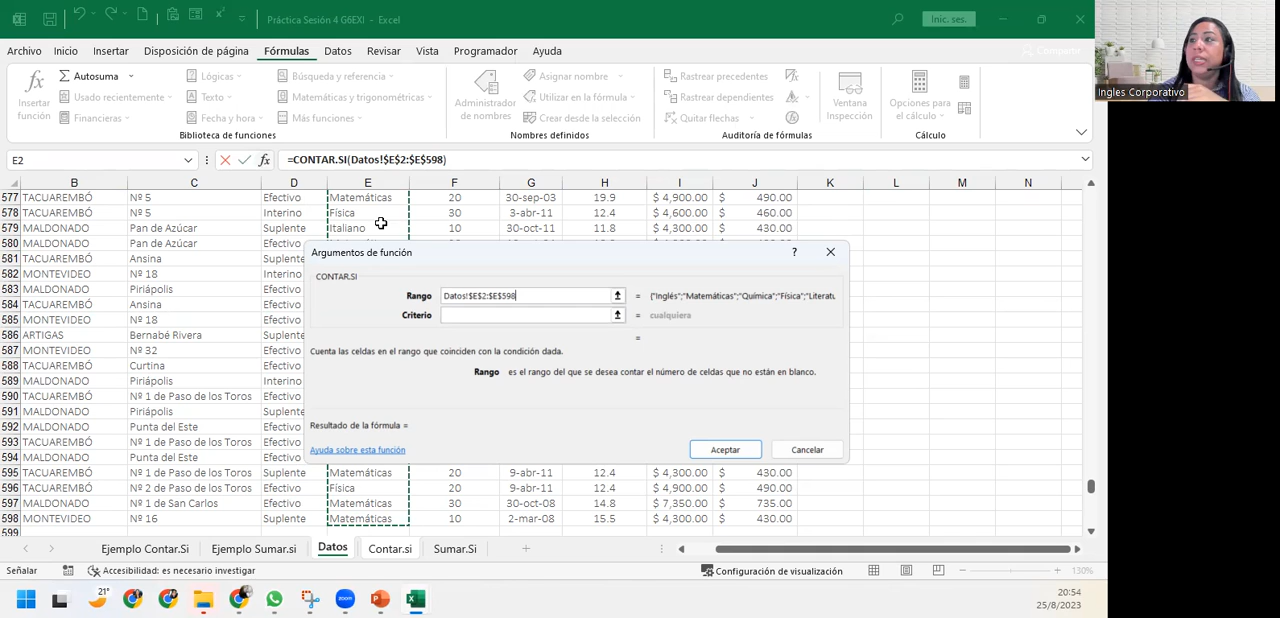 Práctica Sesión 4 G6EXI - Excel
Inic. ses.
Archivo Inicio Insertar Disposición de página Fórmulas Datos Revisar Vista Programador Ayuda Compartir
Insertar función
Autosuma
Usado recientemente
Financieras
Lógicas
Texto
Fecha y hora
Búsqueda y referencia
Matemáticas y trigonométricas
Más funciones
Biblioteca de funciones
Administrador de nombres
Asignar nombre
Utilizar en la fórmula
Crear desde la selección
Nombres definidos
Rastrear precedentes
Rastrear dependientes
Quitar flechas
Auditoría de fórmulas
Ventana Inspección
Opciones para el cálculo
Cálculo
Ingles Corporativo
E2 fx =CONTAR.SI(Datos!$E$2:$E$598)
B C D E F G H I J K L M N
577 TACUAREMBÓ Nº 5 Efectivo Matemáticas 20 30-sep-03 19.9 $ 4,900.00 $ 490.00
578 TACUAREMBÓ Nº 5 Interino Física 30 3-abr-11 12.4 $ 4,600.00 $ 460.00
579 MALDONADO Pan de Azúcar Suplente Italiano 10 30-oct-11 11.8 $ 4,300.00 $ 430.00
580 MALDONADO Pan de Azúcar Efectivo
581 TACUAREMBÓ Ansina Suplente
582 MONTEVIDEO Nº 18 Interino
583 MALDONADO Piriápolis Efectivo
584 TACUAREMBÓ Ansina Efectivo
585 MONTEVIDEO Nº 18 Efectivo
586 ARTIGAS Bernabé Rivera Suplente
587 MONTEVIDEO Nº 32 Efectivo
588 TACUAREMBÓ Curtina Efectivo
589 MALDONADO Piriápolis Interino
590 TACUAREMBÓ Nº 1 de Paso de los Toros Efectivo
591 MALDONADO Piriápolis Suplente
592 MALDONADO Punta del Este Efectivo
593 TACUAREMBÓ Nº 1 de Paso de los Toros Efectivo
594 MALDONADO Punta del Este Efectivo
595 TACUAREMBÓ Nº 1 de Paso de los Toros Suplente Matemáticas 20 9-abr-11 12.4 $ 4,300.00 $ 430.00
596 TACUAREMBÓ Nº 2 de Paso de los Toros Efectivo Física 20 9-abr-11 12.4 $ 4,900.00 $ 490.00
597 MALDONADO Nº 1 de San Carlos Efectivo Matemáticas 30 30-oct-08 14.8 $ 7,350.00 $ 735.00
598 MONTEVIDEO Nº 16 Suplente Matemáticas 10 2-mar-08 15.5 $ 4,300.00 $ 430.00
599
Argumentos de función ?
CONTAR.SI
Rango Datos!$E$2:$E$598 = {"Inglés";"Matemáticas";"Química";"Física";"Literatu
Criterio = cualquiera
=
Cuenta las celdas en el rango que coinciden con la condición dada.
Rango es el rango del que se desea contar el número de celdas que no están en blanco.
Resultado de la fórmula =
Ayuda sobre esta función Aceptar Cancelar
Ejemplo Contar.Si Ejemplo Sumar.si Datos Contar.si Sumar.Si
Señalar Accesibilidad: es necesario investigar Configuración de visualización 130%
21°
zoom
20:54
25/8/2023